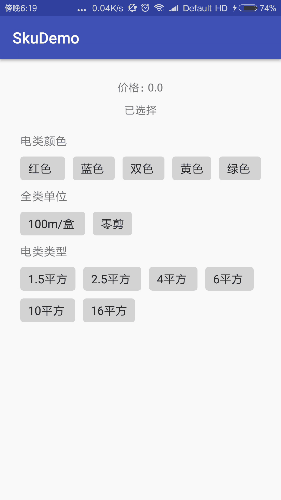 傍晚6:19 ... 0.04K/s Default HD 74%
SkuDemo
价格: 0.0
已选择
电类颜色
红色 蓝色 双色 黄色 绿色
全类单位
100m/盒 零剪
电类类型
1.5平方 2.5平方 4平方 6平方
10平方 16平方